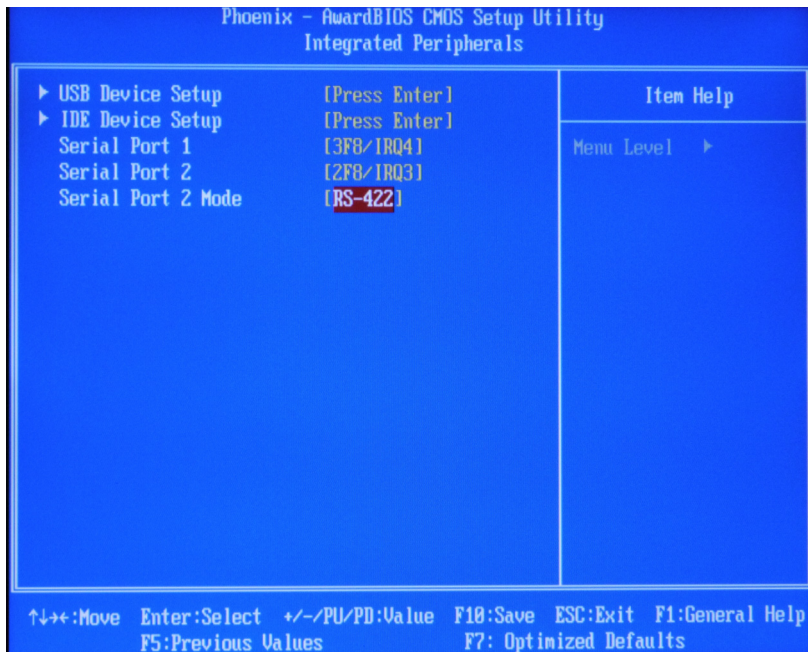 Phoenix - AwardBIOS CMOS Setup Utility
Integrated Peripherals
▶ USB Device Setup [Press Enter]
▶ IDE Device Setup [Press Enter]
Serial Port 1 [3F8/IRQ4]
Serial Port 2 [2F8/IRQ3]
Serial Port 2 Mode [RS-422]
Item Help
Menu Level ▶
↑↓→←:Move Enter:Select +/-/PU/PD:Value F10:Save ESC:Exit F1:General Help
F5:Previous Values F7: Optimized Defaults